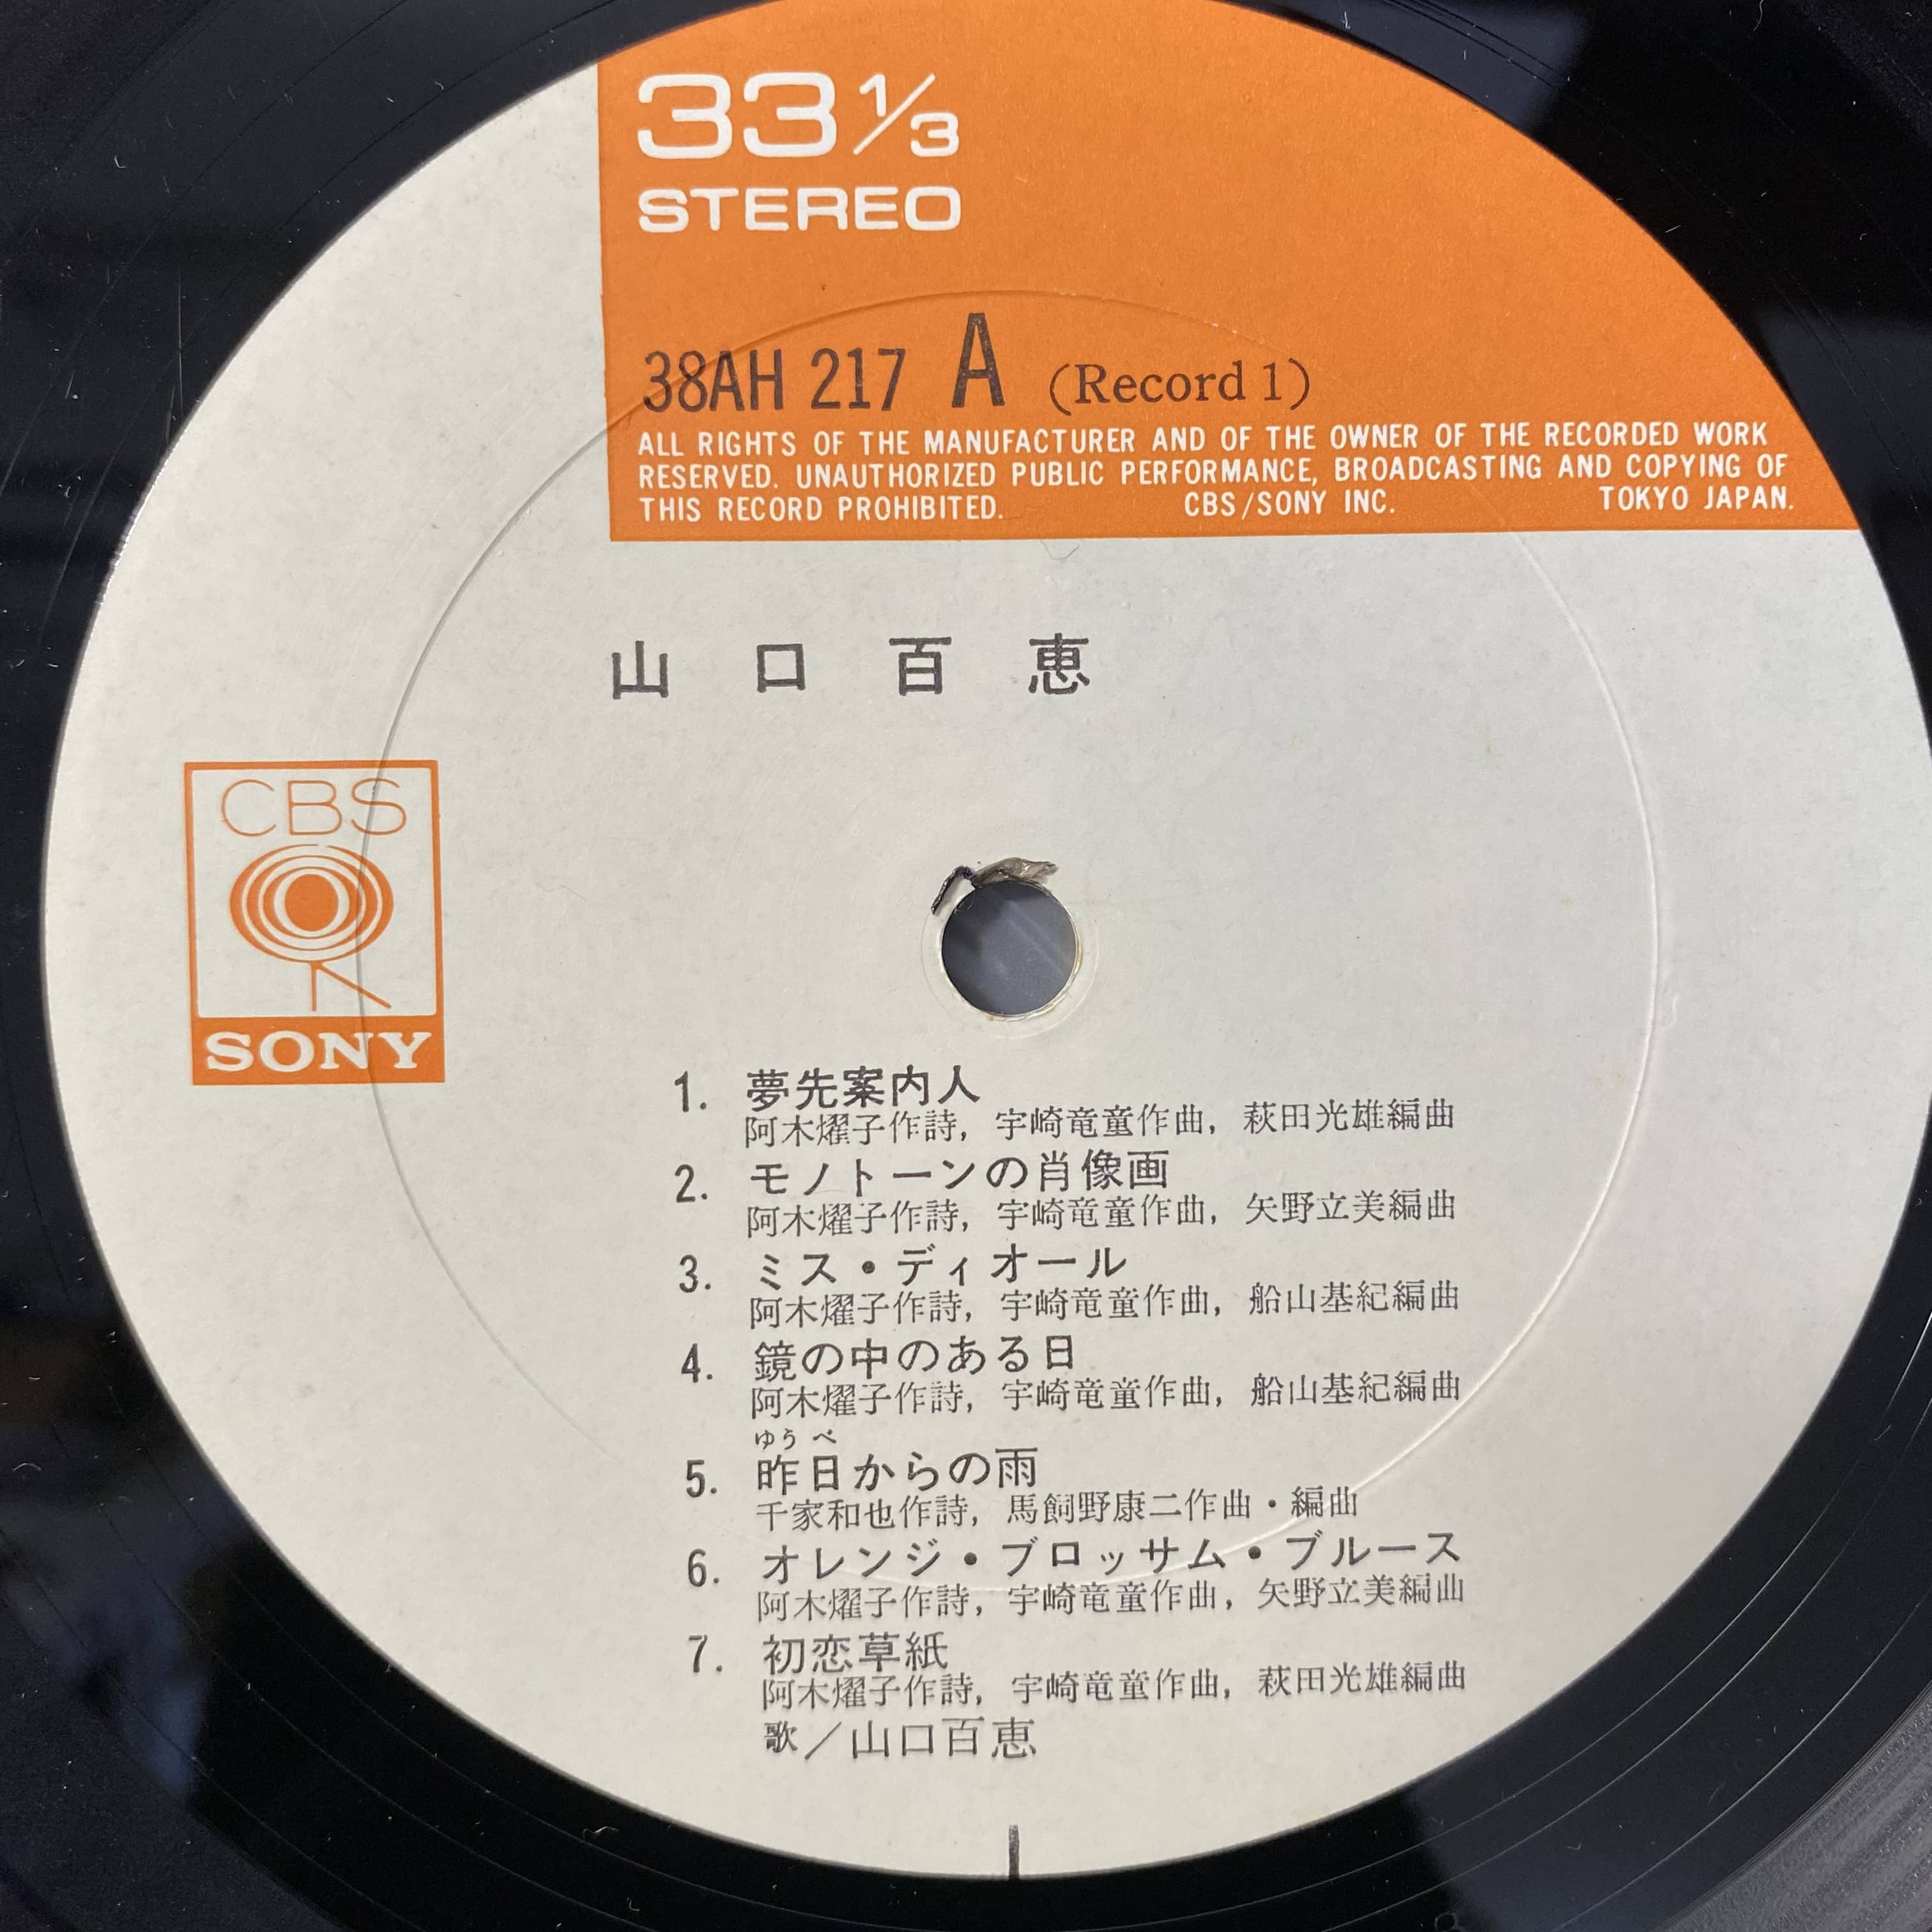 33 1/3
STEREO
38AH 217 A (Record 1)
ALL RIGHTS OF THE MANUFACTURER AND OF THE OWNER OF THE RECORDED WORK
RESERVED. UNAUTHORIZED PUBLIC PERFORMANCE, BROADCASTING AND COPYING OF
THIS RECORD PROHIBITED. CBS/SONY INC. TOKYO JAPAN.
山口百恵
CBS
SONY
1. 夢先案内人
阿木燿子作詩, 宇崎竜童作曲, 萩田光雄編曲
2. モノトーンの肖像画
阿木燿子作詩, 宇崎竜童作曲, 矢野立美編曲
3. ミス・ディオール
阿木燿子作詩, 宇崎竜童作曲, 船山基紀編曲
4. 鏡の中のある日
阿木燿子作詩, 宇崎竜童作曲, 船山基紀編曲
ゆうべ
5. 昨日からの雨
千家和也作詩, 馬飼野康二作曲・編曲
6. オレンジ・ブロッサム・ブルース
阿木燿子作詩, 宇崎竜童作曲, 矢野立美編曲
7. 初恋草紙
阿木燿子作詩, 宇崎竜童作曲, 萩田光雄編曲
歌/山口百恵